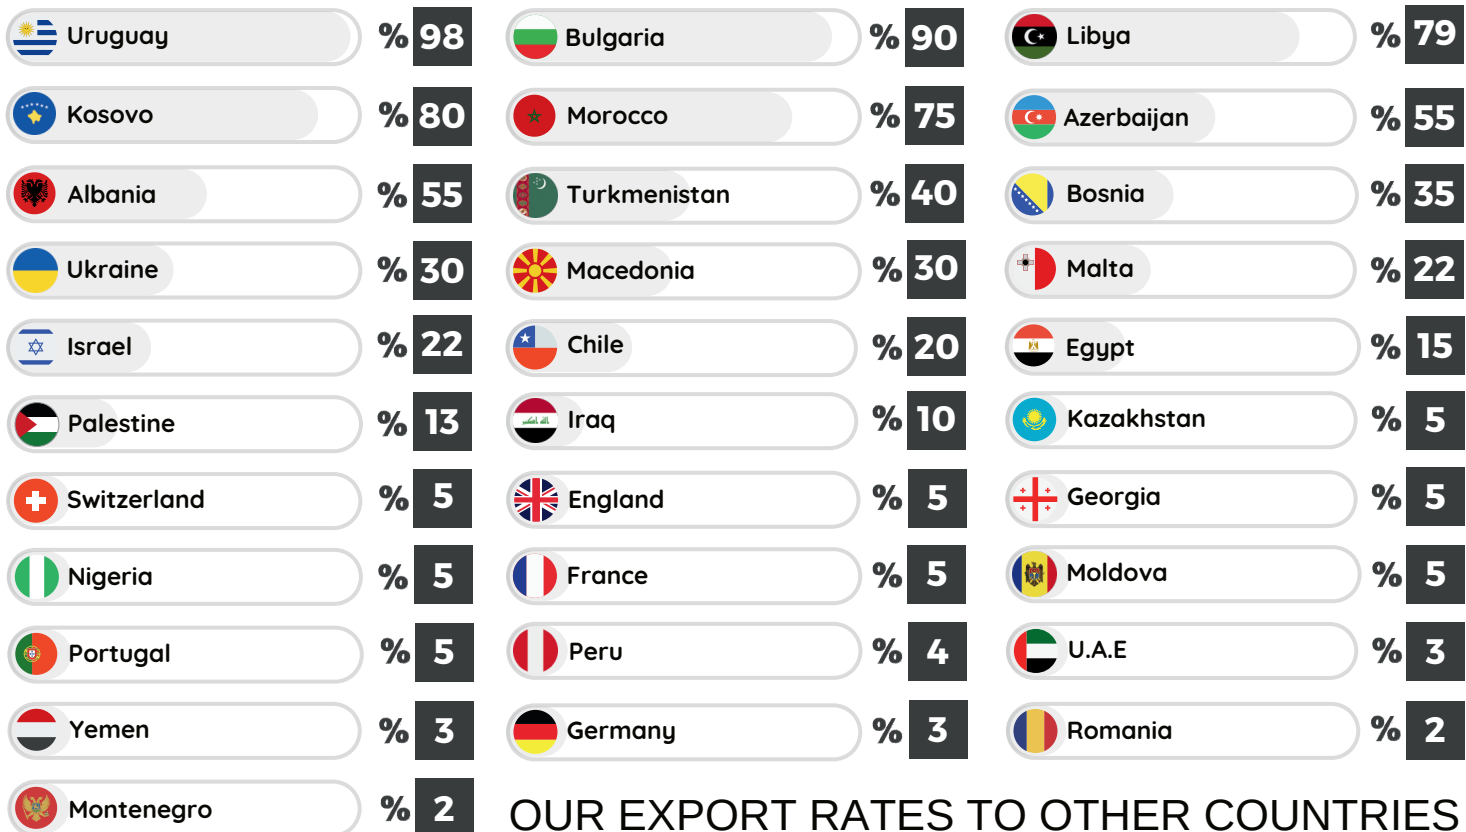 Uruguay % 98
Bulgaria % 90
Libya % 79
Kosovo % 80
Morocco % 75
Azerbaijan % 55
Albania % 55
Turkmenistan % 40
Bosnia % 35
Ukraine % 30
Macedonia % 30
Malta % 22
Israel % 22
Chile % 20
Egypt % 15
Palestine % 13
Iraq % 10
Kazakhstan % 5
Switzerland % 5
England % 5
Georgia % 5
Nigeria % 5
France % 5
Moldova % 5
Portugal % 5
Peru % 4
U.A.E % 3
Yemen % 3
Germany % 3
Romania % 2
Montenegro % 2
OUR EXPORT RATES TO OTHER COUNTRIES